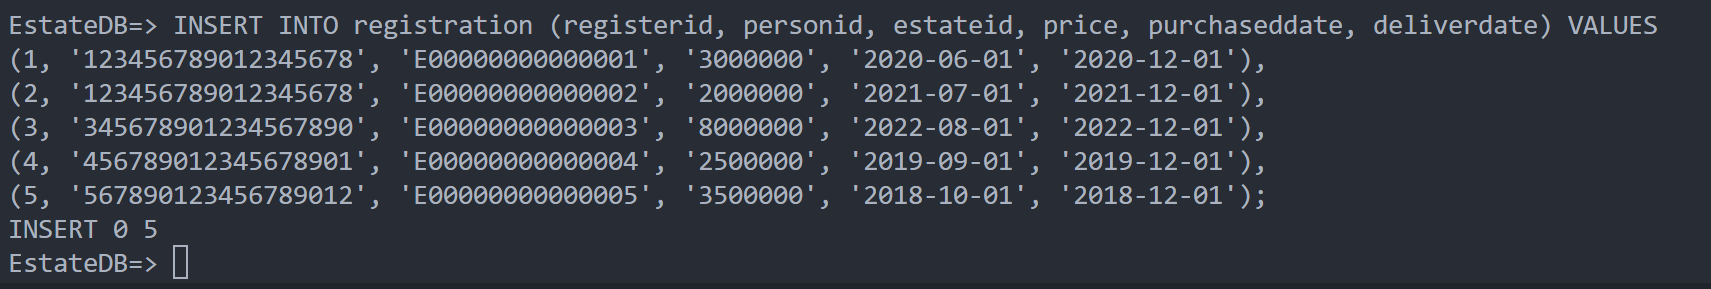 EstateDB=> INSERT INTO registration (registerid, personid, estateid, price, purchaseddate, deliverdate) VALUES
(1, '123456789012345678', 'E00000000000001', '3000000', '2020-06-01', '2020-12-01'),
(2, '123456789012345678', 'E00000000000002', '2000000', '2021-07-01', '2021-12-01'),
(3, '345678901234567890', 'E00000000000003', '8000000', '2022-08-01', '2022-12-01'),
(4, '456789012345678901', 'E00000000000004', '2500000', '2019-09-01', '2019-12-01'),
(5, '567890123456789012', 'E00000000000005', '3500000', '2018-10-01', '2018-12-01');
INSERT 0 5
EstateDB=>